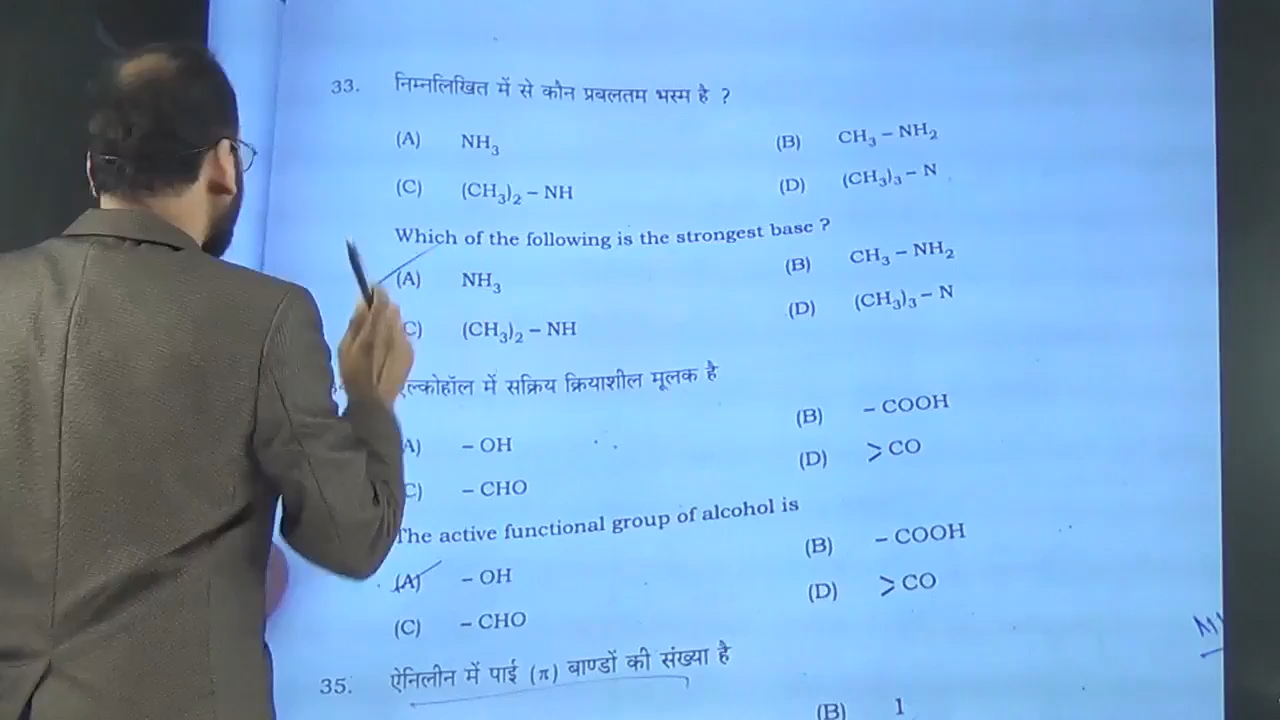 33. निम्नलिखित में से कौन प्रबलतम भस्म है ?
(A) NH₃ (B) CH₃ – NH₂
(C) (CH₃)₂ – NH (D) (CH₃)₃ – N
Which of the following is the strongest base ?
(A) NH₃ (B) CH₃ – NH₂
C) (CH₃)₂ – NH (D) (CH₃)₃ – N
ल्कोहॉल में सक्रिय क्रियाशील मूलक है
A) – OH (B) – COOH
C) – CHO (D) >CO
The active functional group of alcohol is
(A) – OH (B) – COOH
(C) – CHO (D) >CO
35. ऐनिलीन में पाई (π) बाण्डों की संख्या है
(B) 1